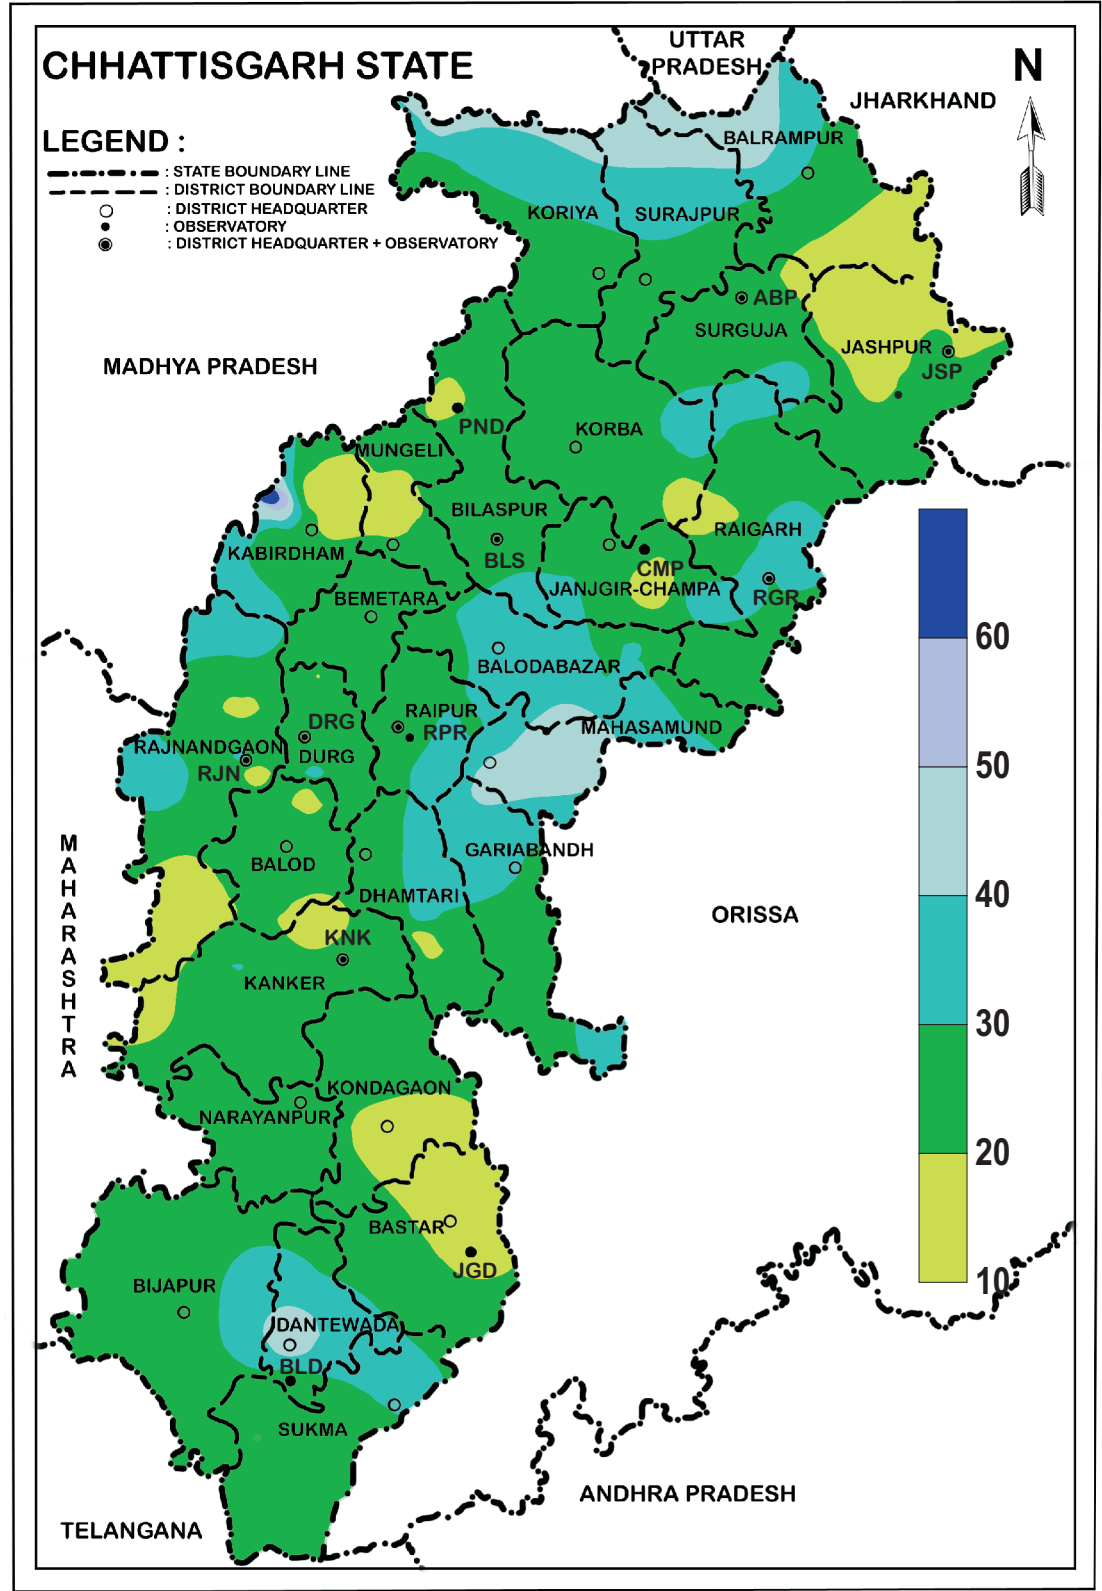 CHHATTISGARH STATE
UTTAR
PRADESH
N
JHARKHAND
LEGEND :
: STATE BOUNDARY LINE
: DISTRICT BOUNDARY LINE
: DISTRICT HEADQUARTER
: OBSERVATORY
: DISTRICT HEADQUARTER + OBSERVATORY
BALRAMPUR
KORIYA
SURAJPUR
ABP
SURGUJA
JASHPUR
JSP
MADHYA PRADESH
PND
KORBA
MUNGELI
BILASPUR
RAIGARH
KABIRDHAM
BLS
CMP
JANJGIR-CHAMPA
RGR
BEMETARA
BALODABAZAR
RAIPUR
RPR
MAHASAMUND
DRG
DURG
RAJNANDGAON
RJN
60
50
40
30
20
10
BALOD
GARIABANDH
DHAMTARI
M
A
H
A
R
A
S
H
T
R
A
ORISSA
KNK
KANKER
KONDAGAON
NARAYANPUR
BASTAR
JGD
BIJAPUR
DANTEWADA
BLD
SUKMA
ANDHRA PRADESH
TELANGANA